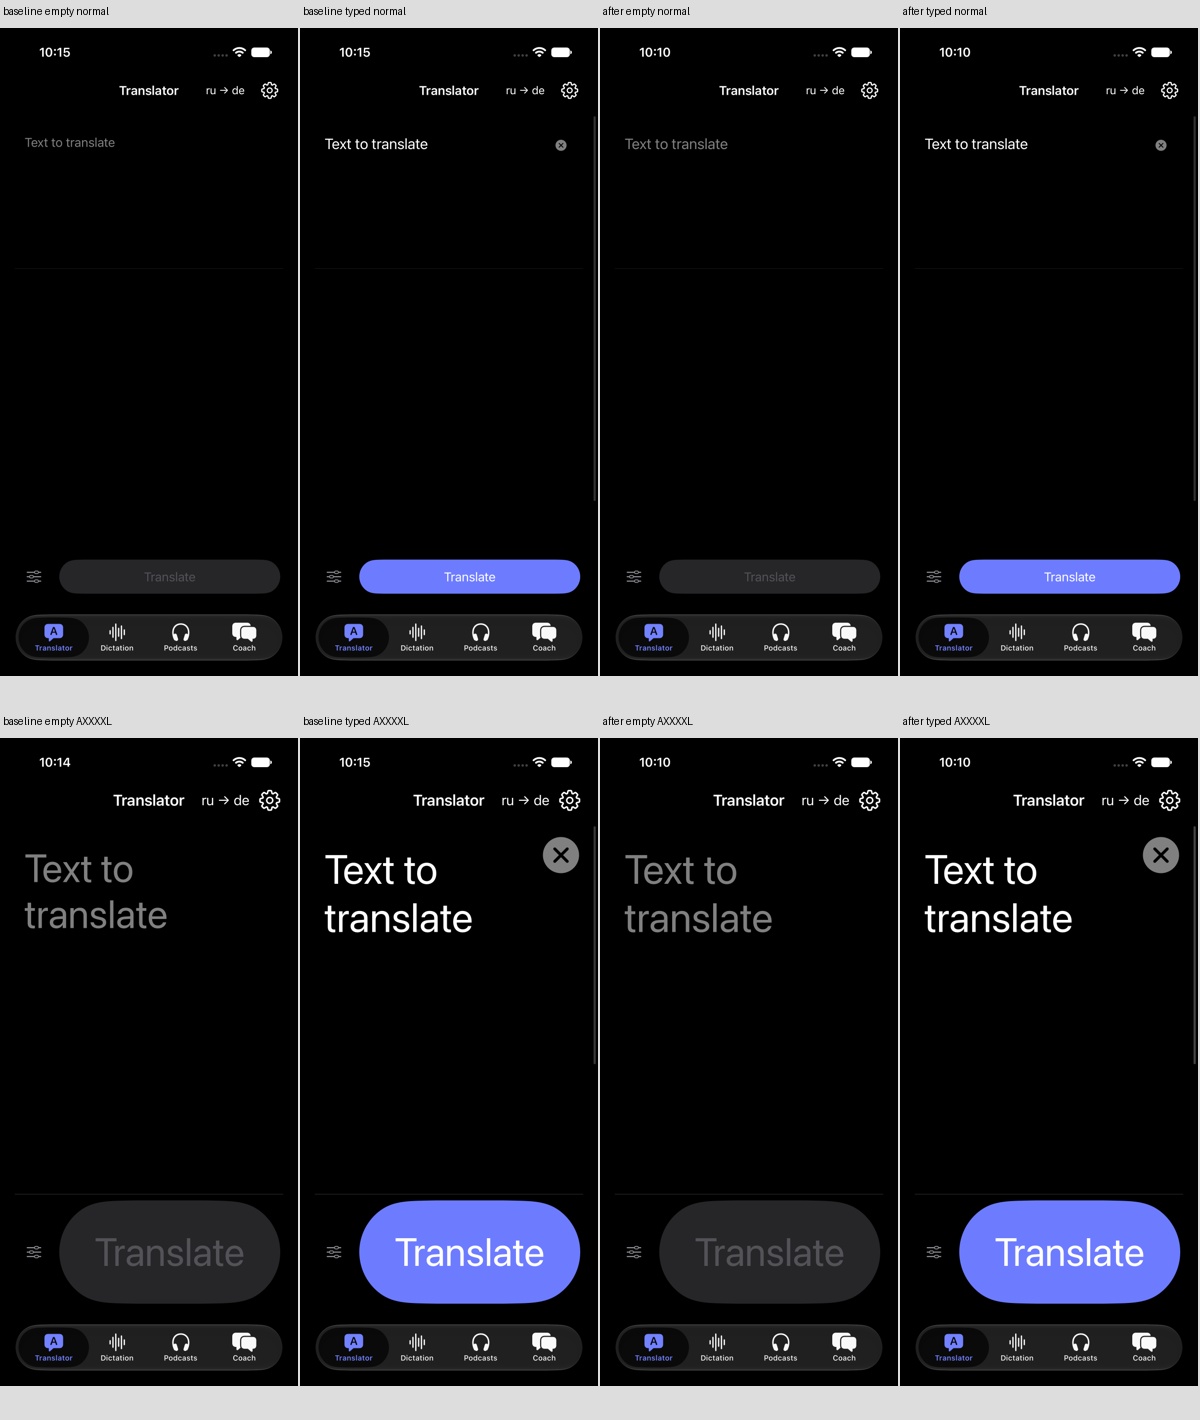 baseline empty normal
baseline typed normal
after empty normal
after typed normal
10:15
Translator ru → de
Text to translate
Translate
Translator Dictation Podcasts Coach
10:15
Translator ru → de
Text to translate
Translate
Translator Dictation Podcasts Coach
10:10
Translator ru → de
Text to translate
Translate
Translator Dictation Podcasts Coach
10:10
Translator ru → de
Text to translate
Translate
Translator Dictation Podcasts Coach
baseline empty AXXXXL
baseline typed AXXXXL
after empty AXXXXL
after typed AXXXXL
10:14
Translator ru → de
Text to
translate
Translate
Translator Dictation Podcasts Coach
10:15
Translator ru → de
Text to
translate
Translate
Translator Dictation Podcasts Coach
10:10
Translator ru → de
Text to
translate
Translate
Translator Dictation Podcasts Coach
10:10
Translator ru → de
Text to
translate
Translate
Translator Dictation Podcasts Coach